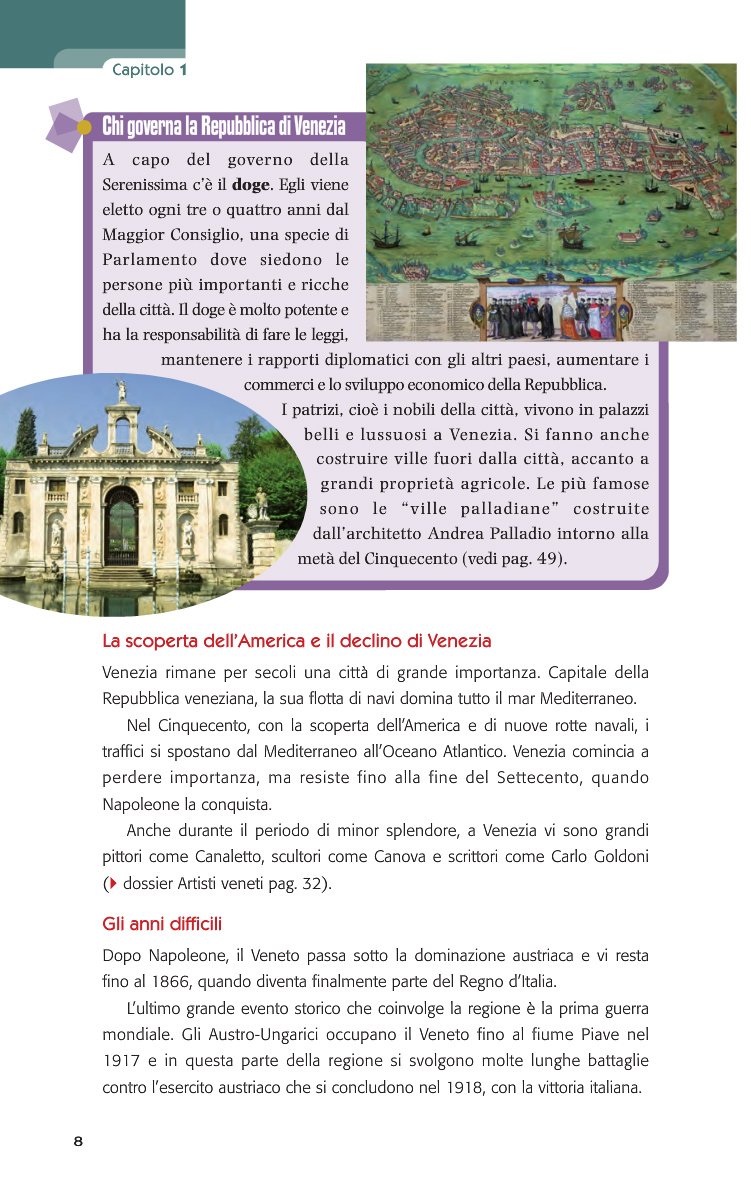 Capitolo 1
Chi governa la Repubblica di Venezia
A capo del governo della
Serenissima c'è il doge. Egli viene
eletto ogni tre o quattro anni dal
Maggior Consiglio, una specie di
Parlamento dove siedono le
persone più importanti e ricche
della città. Il doge è molto potente e
ha la responsabilità di fare le leggi,
mantenere i rapporti diplomatici con gli altri paesi, aumentare i
commerci e lo sviluppo economico della Repubblica.
I patrizi, cioè i nobili della città, vivono in palazzi
belli e lussuosi a Venezia. Si fanno anche
costruire ville fuori dalla città, accanto a
grandi proprietà agricole. Le più famose
sono le “ville palladiane” costruite
dall'architetto Andrea Palladio intorno alla
metà del Cinquecento (vedi pag. 49).
La scoperta dell'America e il declino di Venezia
Venezia rimane per secoli una città di grande importanza. Capitale della
Repubblica veneziana, la sua flotta di navi domina tutto il mar Mediterraneo.
Nel Cinquecento, con la scoperta dell'America e di nuove rotte navali, i
traffici si spostano dal Mediterraneo all'Oceano Atlantico. Venezia comincia a
perdere importanza, ma resiste fino alla fine del Settecento, quando
Napoleone la conquista.
Anche durante il periodo di minor splendore, a Venezia vi sono grandi
pittori come Canaletto, scultori come Canova e scrittori come Carlo Goldoni
(dossier Artisti veneti pag. 32).
Gli anni difficili
Dopo Napoleone, il Veneto passa sotto la dominazione austriaca e vi resta
fino al 1866, quando diventa finalmente parte del Regno d'Italia.
L'ultimo grande evento storico che coinvolge la regione è la prima guerra
mondiale. Gli Austro-Ungarici occupano il Veneto fino al fiume Piave nel
1917 e in questa parte della regione si svolgono molte lunghe battaglie
contro l'esercito austriaco che si concludono nel 1918, con la vittoria italiana.
8